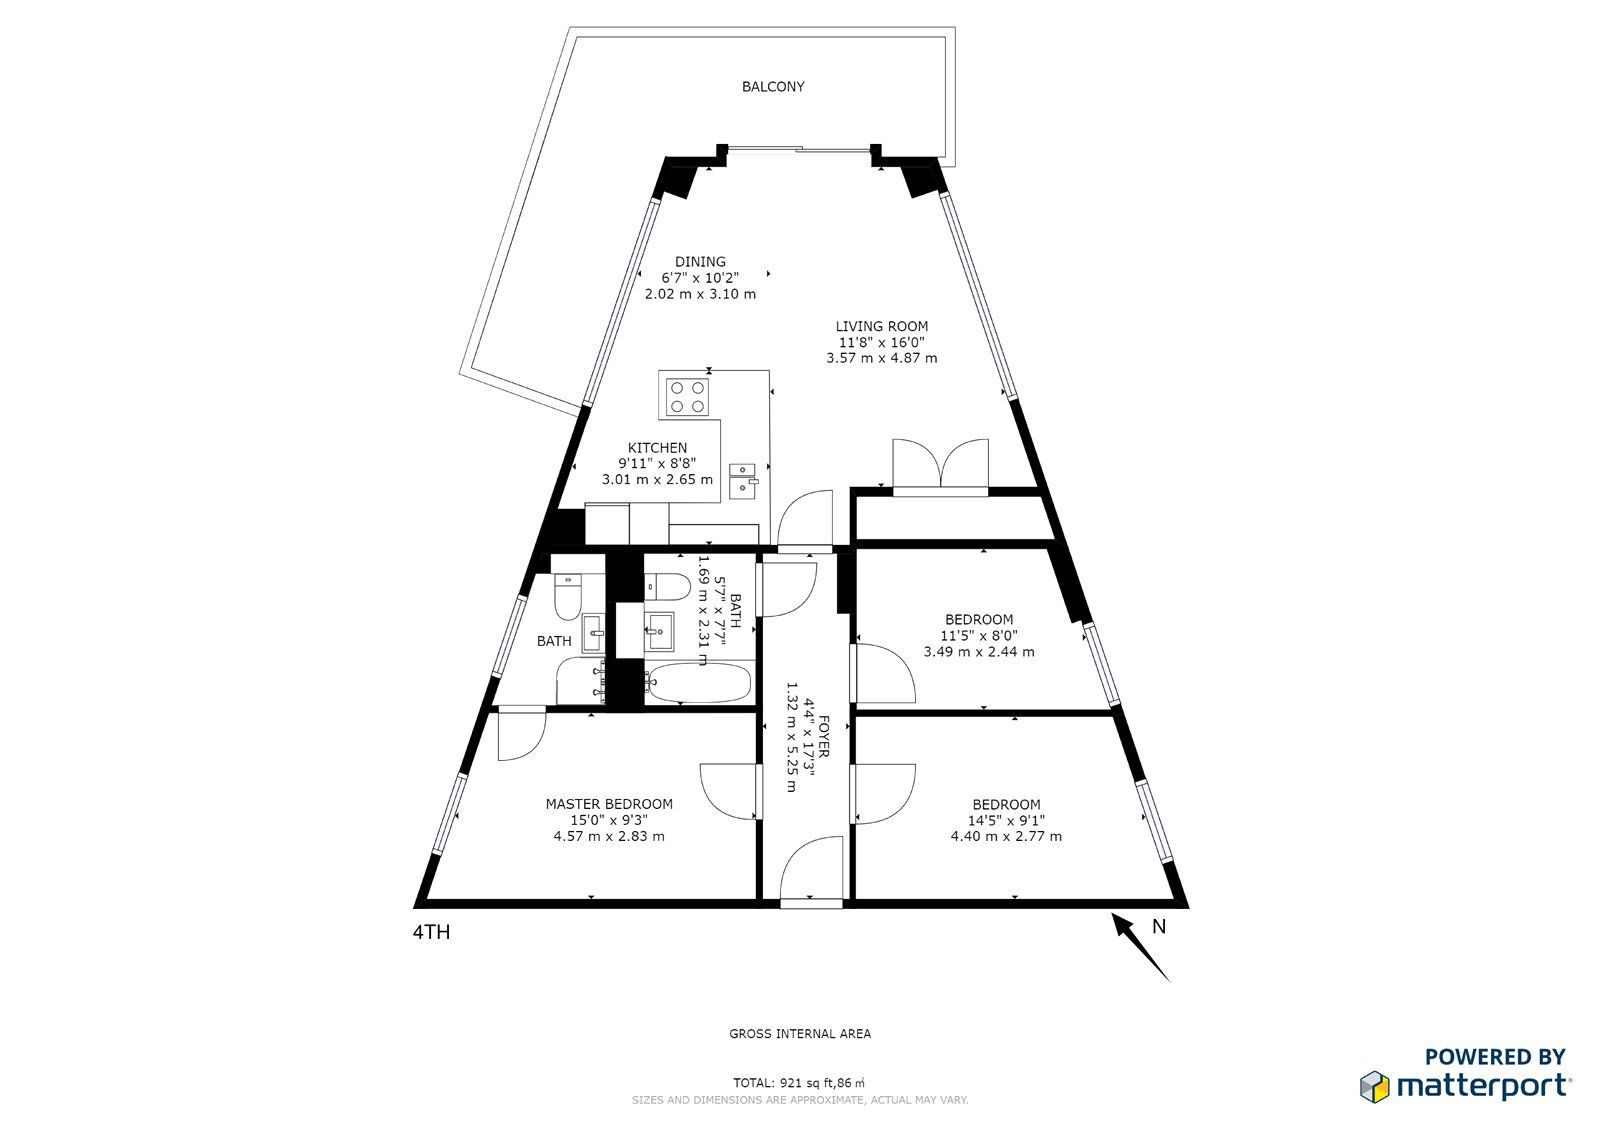 BALCONY
DINING
6'7" x 10'2"
2.02 m x 3.10 m
LIVING ROOM
11'8" x 16'0"
3.57 m x 4.87 m
KITCHEN
9'11" x 8'8"
3.01 m x 2.65 m
BATH
5'7" x 7'7"
1.69 m x 2.31 m
BATH
BEDROOM
11'5" x 8'0"
3.49 m x 2.44 m
FOYER
4'4" x 17'3"
1.32 m x 5.25 m
MASTER BEDROOM
15'0" x 9'3"
4.57 m x 2.83 m
BEDROOM
14'5" x 9'1"
4.40 m x 2.77 m
4TH
N
GROSS INTERNAL AREA
TOTAL: 921 sq ft,86 m²
SIZES AND DIMENSIONS ARE APPROXIMATE, ACTUAL MAY VARY.
POWERED BY
matterport